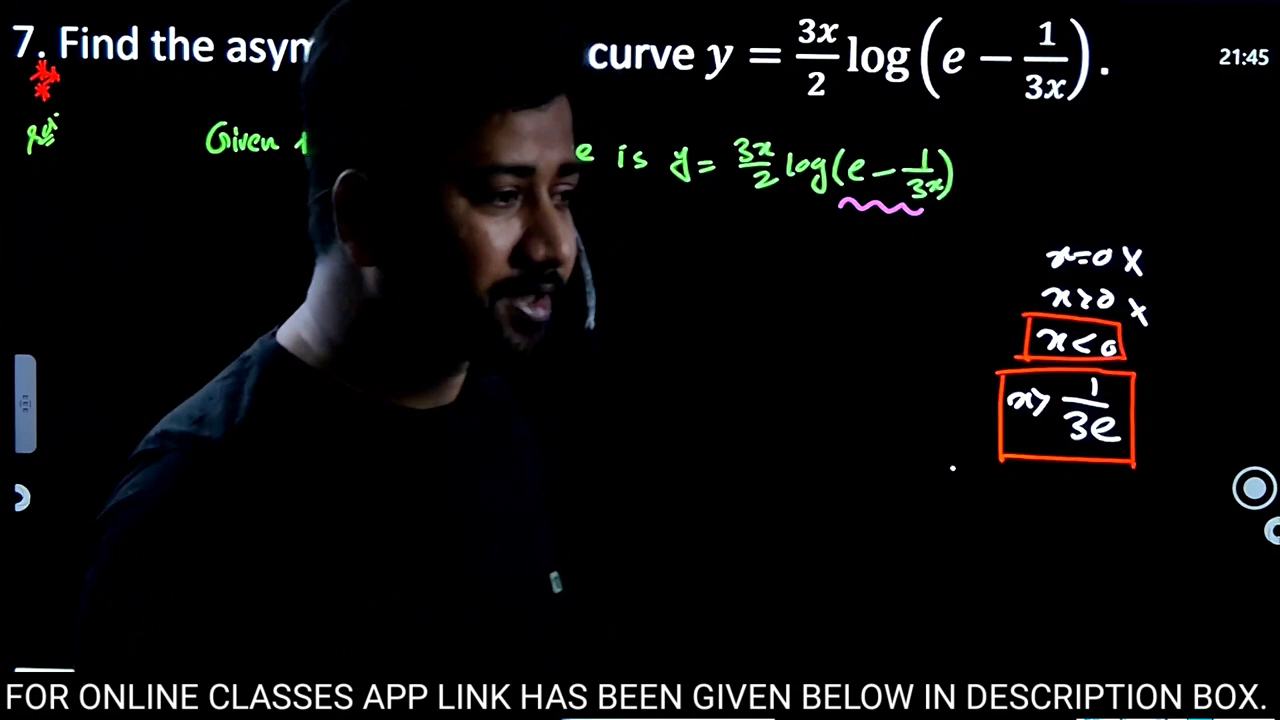 7. Find the asym curve y = 3x/2 log(e − 1/3x).
21:45
Given e is y = 3x/2 log(e − 1/3x)
x=0 X
x>0 X
x<0
x> 1/3e
FOR ONLINE CLASSES APP LINK HAS BEEN GIVEN BELOW IN DESCRIPTION BOX.